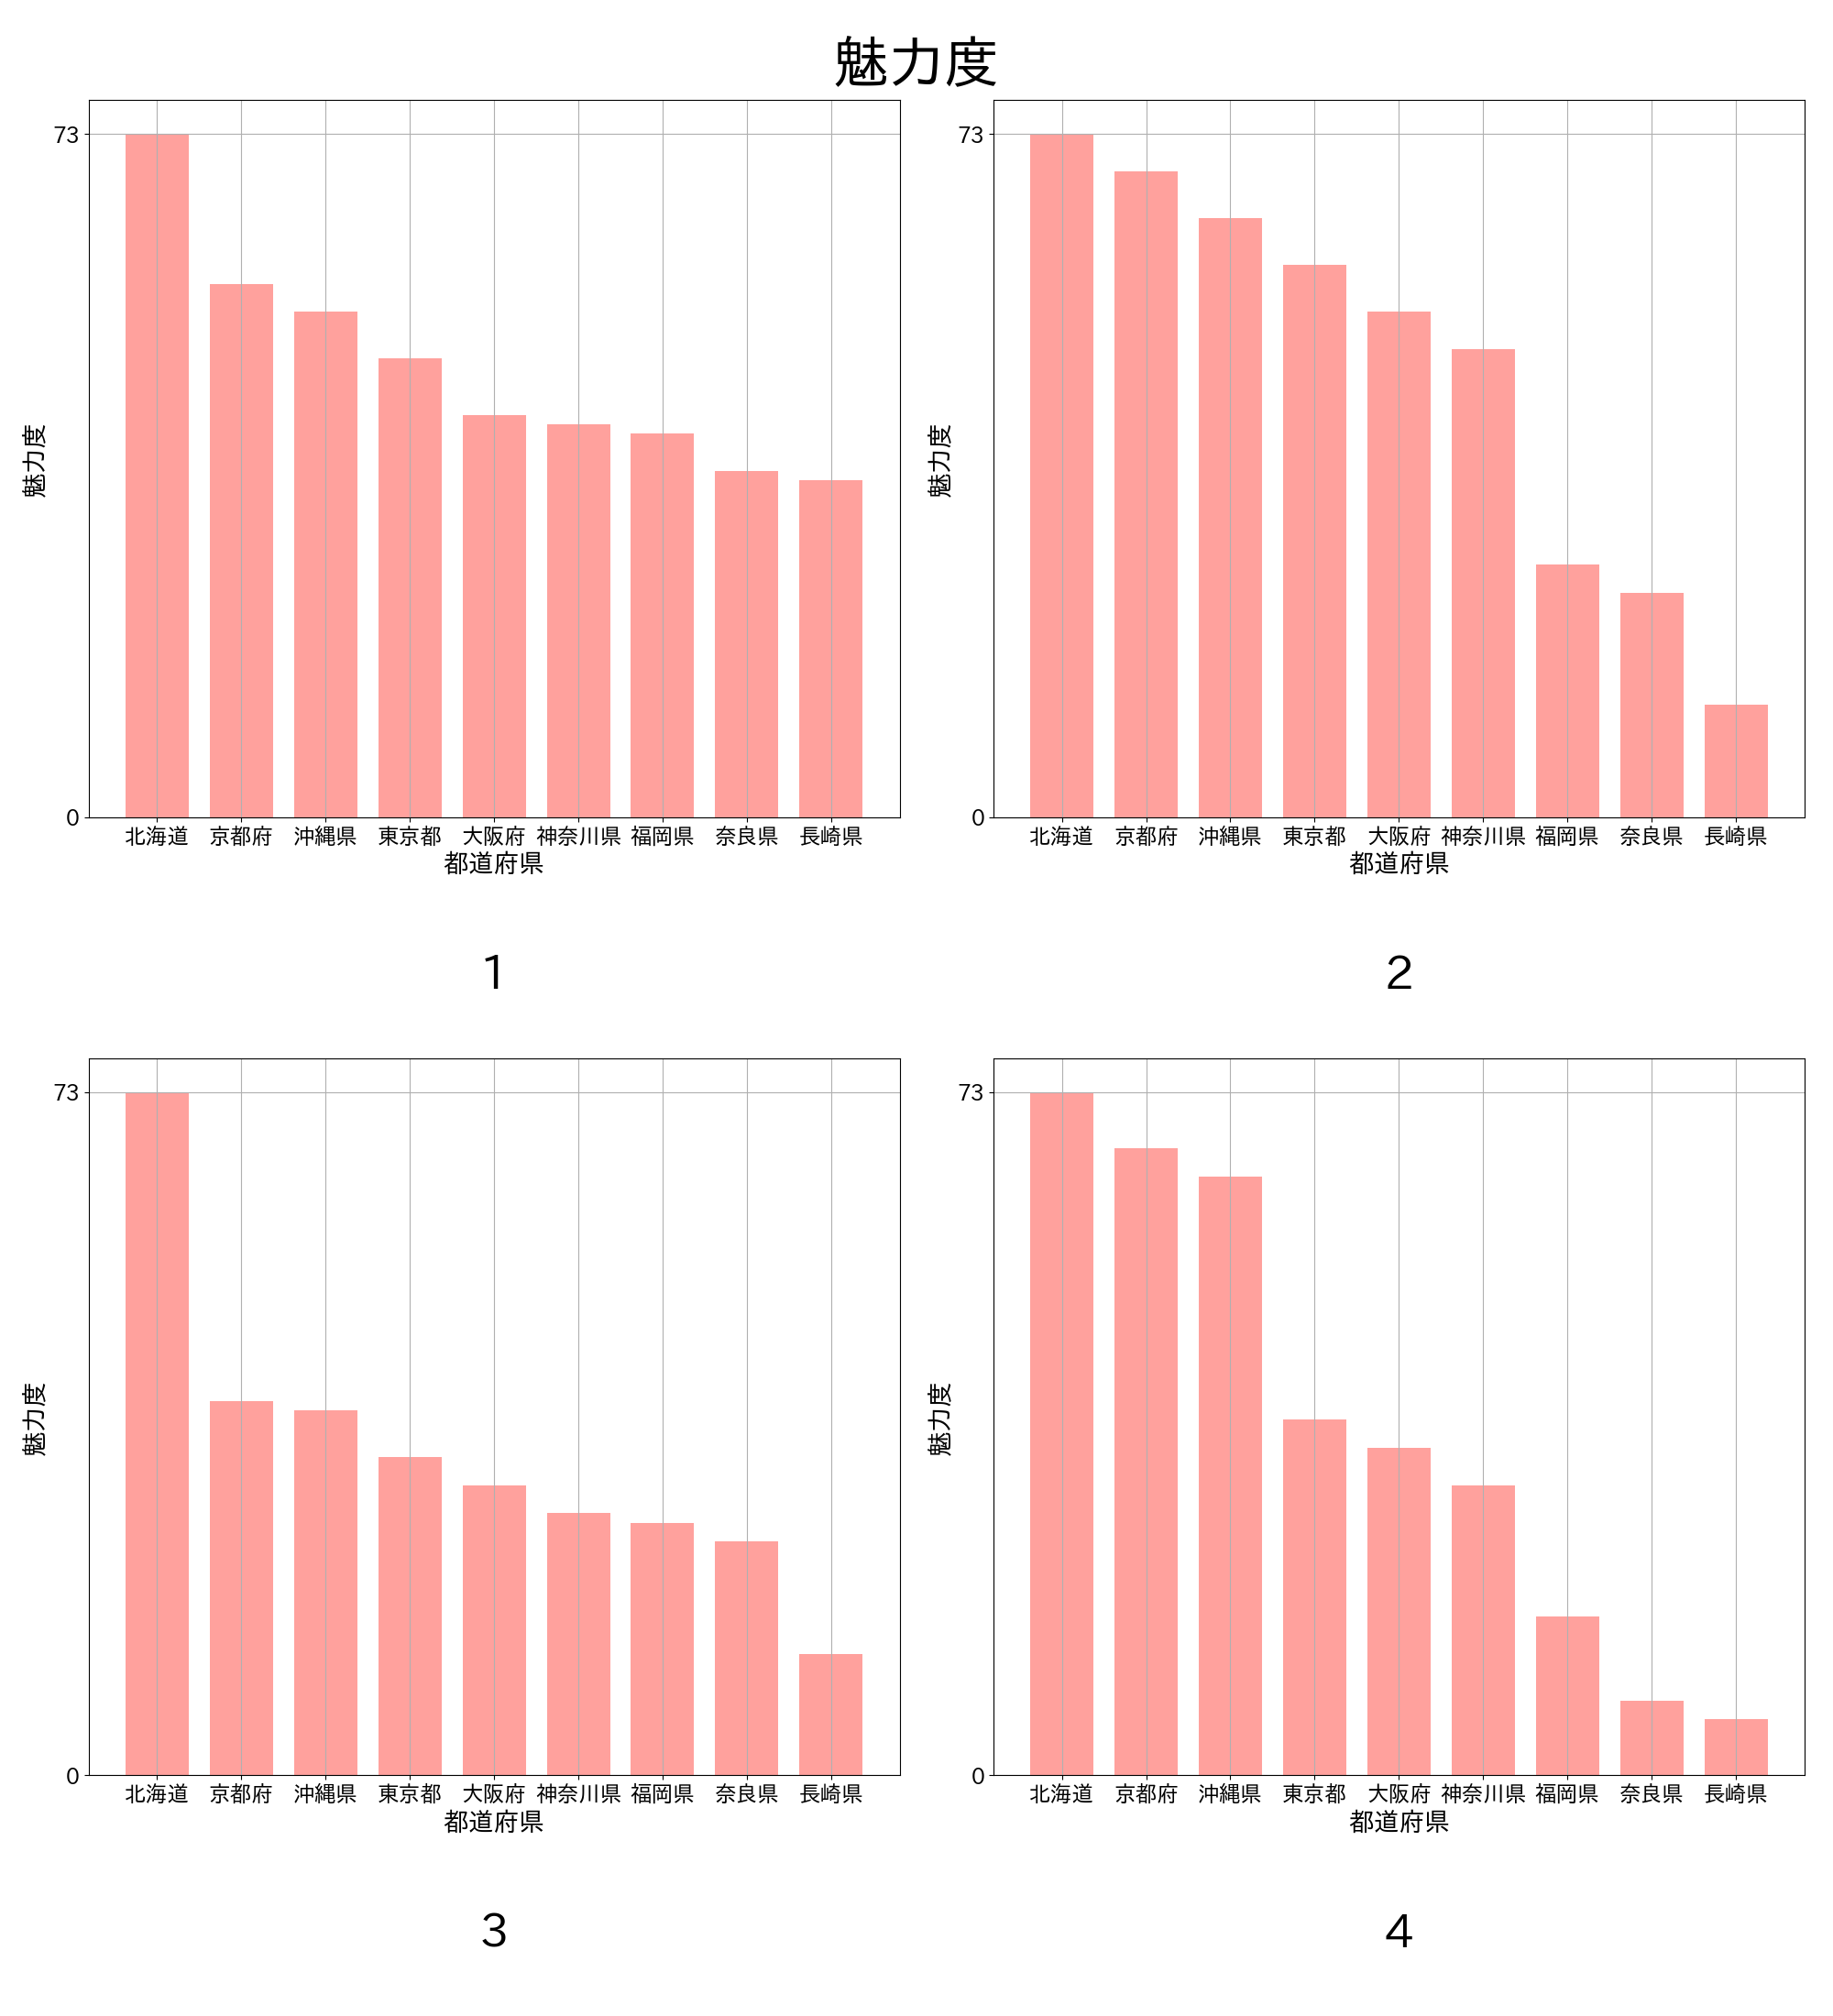 魅力度
73
0
魅力度
北海道 京都府 沖縄県 東京都 大阪府 神奈川県 福岡県 奈良県 長崎県
都道府県
1
73
0
魅力度
北海道 京都府 沖縄県 東京都 大阪府 神奈川県 福岡県 奈良県 長崎県
都道府県
2
73
0
魅力度
北海道 京都府 沖縄県 東京都 大阪府 神奈川県 福岡県 奈良県 長崎県
都道府県
3
73
0
魅力度
北海道 京都府 沖縄県 東京都 大阪府 神奈川県 福岡県 奈良県 長崎県
都道府県
4